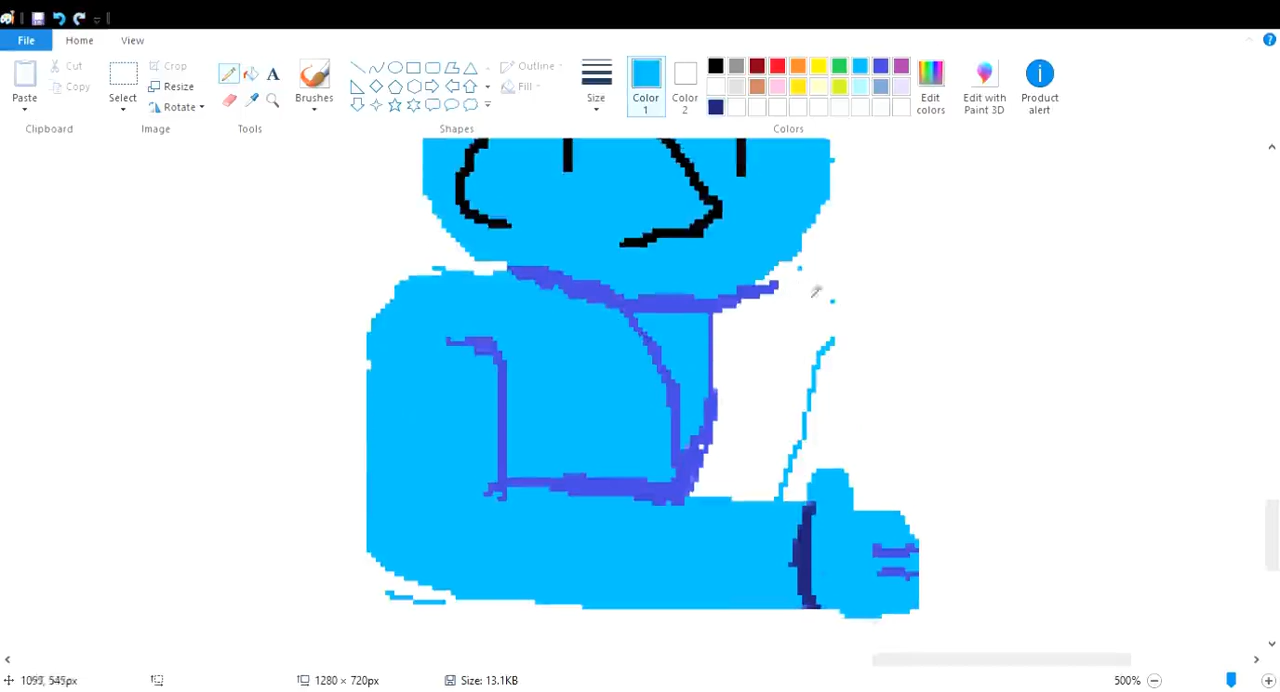 File Home View
Paste
Cut
Copy
Clipboard
Select
Crop
Resize
Rotate
Image
A
Tools
Brushes
Outline
Fill
Shapes
Size
Color
1
Color
2
Colors
Edit
colors
Edit with
Paint 3D
Product
alert
1099, 545px
1280 × 720px
Size: 13.1KB
500%